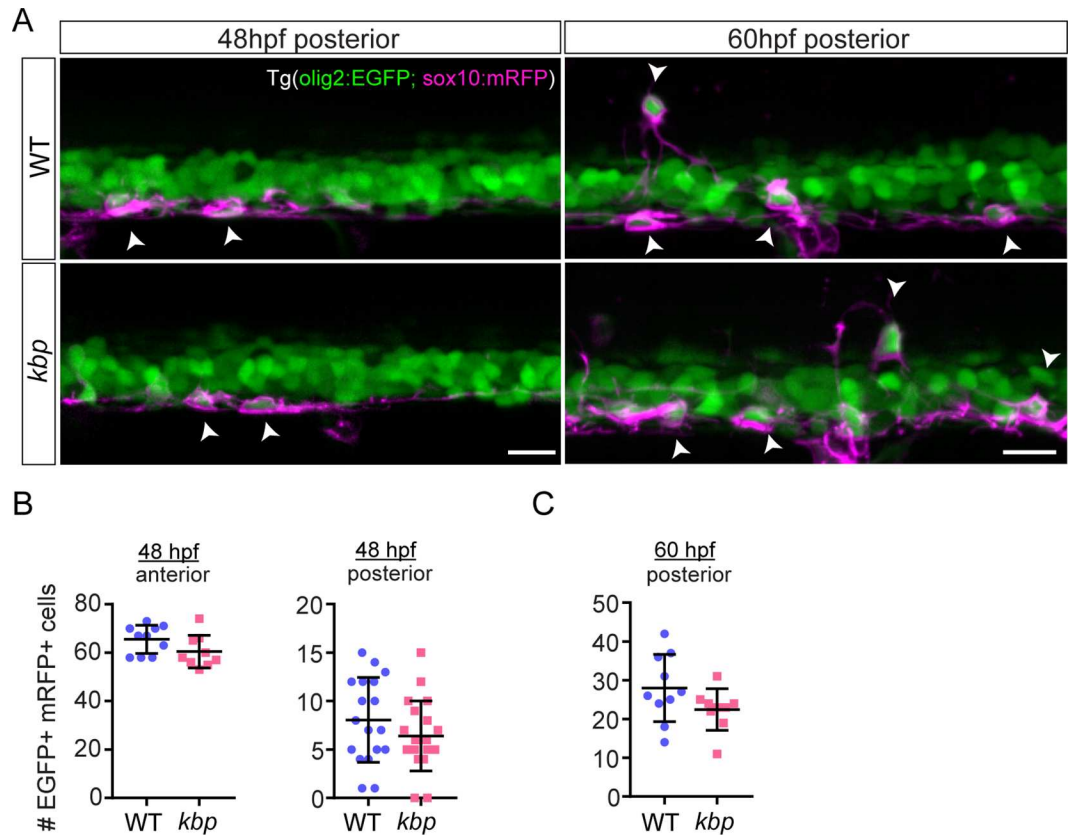 A
48hpf posterior
60hpf posterior
WT
Tg(olig2:EGFP; sox10:mRFP)
kbp
B
C
# EGFP+ mRFP+ cells
48 hpf
anterior
80
60
40
20
0
WT
kbp
48 hpf
posterior
20
15
10
5
0
WT
kbp
60 hpf
posterior
50
40
30
20
10
0
WT
kbp